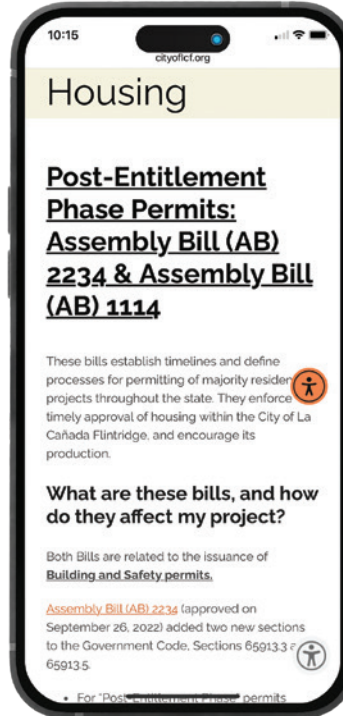 10:15
cityoflcf.org
Housing
Post-Entitlement
Phase Permits:
Assembly Bill (AB)
2234 & Assembly Bill
(AB) 1114
These bills establish timelines and define
processes for permitting of majority
projects throughout the state. They enforce
timely approval of housing within the City of La
Cañada Flintridge, and encourage its
production.
What are these bills, and how
do they affect my project?
Both Bills are related to the issuance of
Building and Safety permits.
Assembly Bill (AB) 2234 (approved on
September 26, 2022) added two new sections
to the Government Code, Sections 65913.3
65913.5.
• For "Post-Entitlement Phase" permits